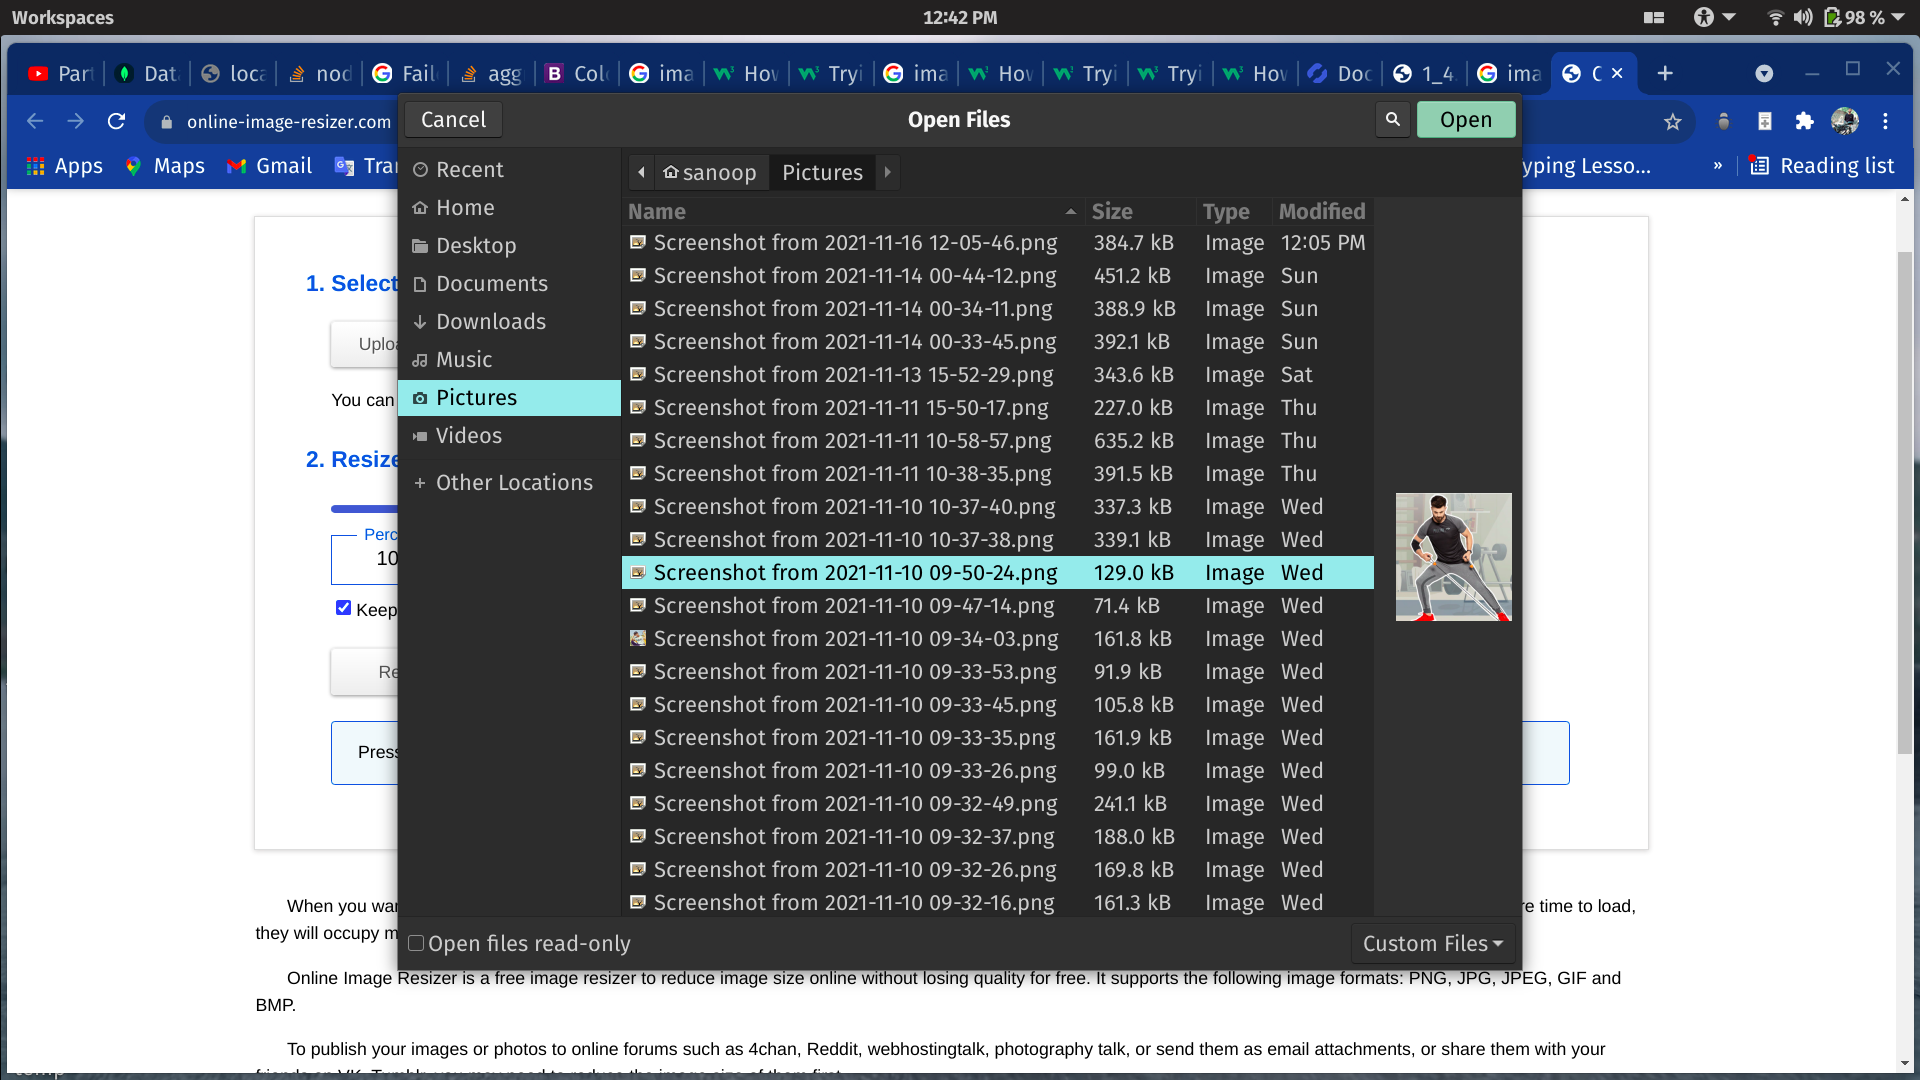 Workspaces
12:42 PM
98 %
Part
Data
loca
nod
Fail
agg
Colo
ima
How
Tryi
ima
How
Tryi
Tryi
How
Doc
1_4
ima
online-image-resizer.com
Cancel
Open Files
Open
Apps
Maps
Gmail
Tra
yping Lesso...
»
Reading list
Recent
Home
Desktop
Documents
Downloads
Music
Pictures
Videos
Other Locations
sanoop
Pictures
Name Size Type Modified
Screenshot from 2021-11-16 12-05-46.png 384.7 kB Image 12:05 PM
Screenshot from 2021-11-14 00-44-12.png 451.2 kB Image Sun
Screenshot from 2021-11-14 00-34-11.png 388.9 kB Image Sun
Screenshot from 2021-11-14 00-33-45.png 392.1 kB Image Sun
Screenshot from 2021-11-13 15-52-29.png 343.6 kB Image Sat
Screenshot from 2021-11-11 15-50-17.png 227.0 kB Image Thu
Screenshot from 2021-11-11 10-58-57.png 635.2 kB Image Thu
Screenshot from 2021-11-11 10-38-35.png 391.5 kB Image Thu
Screenshot from 2021-11-10 10-37-40.png 337.3 kB Image Wed
Screenshot from 2021-11-10 10-37-38.png 339.1 kB Image Wed
Screenshot from 2021-11-10 09-50-24.png 129.0 kB Image Wed
Screenshot from 2021-11-10 09-47-14.png 71.4 kB Image Wed
Screenshot from 2021-11-10 09-34-03.png 161.8 kB Image Wed
Screenshot from 2021-11-10 09-33-53.png 91.9 kB Image Wed
Screenshot from 2021-11-10 09-33-45.png 105.8 kB Image Wed
Screenshot from 2021-11-10 09-33-35.png 161.9 kB Image Wed
Screenshot from 2021-11-10 09-33-26.png 99.0 kB Image Wed
Screenshot from 2021-11-10 09-32-49.png 241.1 kB Image Wed
Screenshot from 2021-11-10 09-32-37.png 188.0 kB Image Wed
Screenshot from 2021-11-10 09-32-26.png 169.8 kB Image Wed
Screenshot from 2021-11-10 09-32-16.png 161.3 kB Image Wed
Open files read-only
Custom Files
1. Select
Uploa
You can
2. Resize
Perc
10
Keep
Re
Press
When you wan
re time to load,
they will occupy m
Online Image Resizer is a free image resizer to reduce image size online without losing quality for free. It supports the following image formats: PNG, JPG, JPEG, GIF and
BMP.
To publish your images or photos to online forums such as 4chan, Reddit, webhostingtalk, photography talk, or send them as email attachments, or share them with your